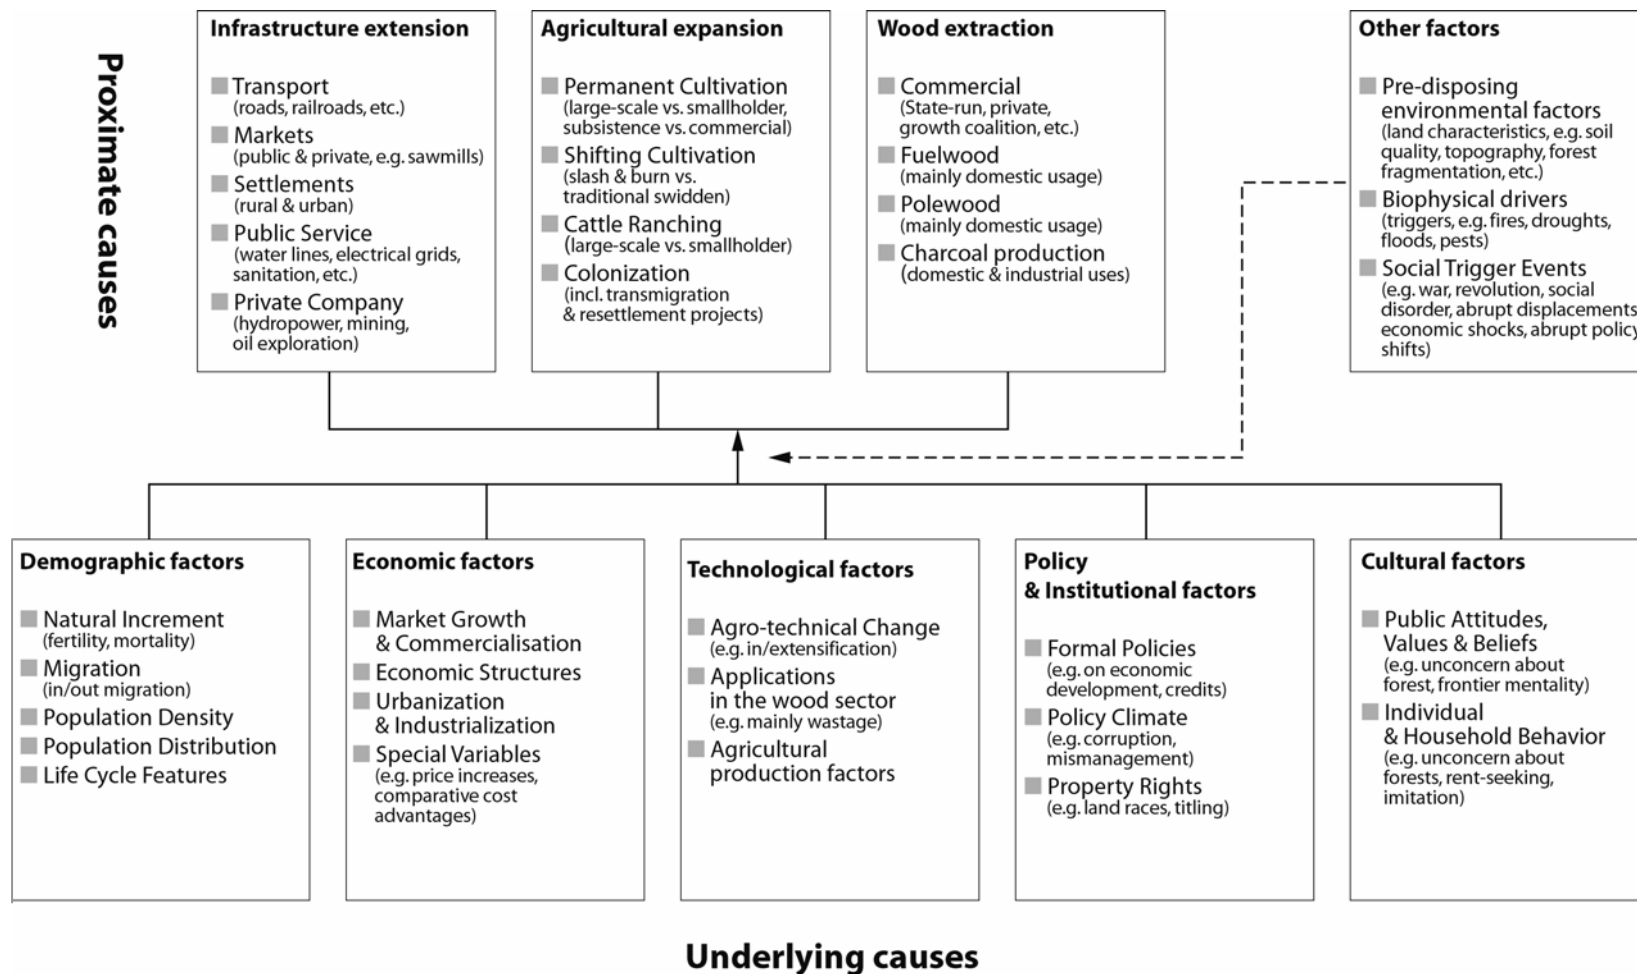 Proximate causes
Infrastructure extension
Transport
(roads, railroads, etc.)
Markets
(public & private, e.g. sawmills)
Settlements
(rural & urban)
Public Service
(water lines, electrical grids,
sanitation, etc.)
Private Company
(hydropower, mining,
oil exploration)
Agricultural expansion
Permanent Cultivation
(large-scale vs. smallholder,
subsistence vs. commercial)
Shifting Cultivation
(slash & burn vs.
traditional swidden)
Cattle Ranching
(large-scale vs. smallholder)
Colonization
(incl. transmigration
& resettlement projects)
Wood extraction
Commercial
(State-run, private,
growth coalition, etc.)
Fuelwood
(mainly domestic usage)
Polewood
(mainly domestic usage)
Charcoal production
(domestic & industrial uses)
Other factors
Pre-disposing
environmental factors
(land characteristics, e.g. soil
quality, topography, forest
fragmentation, etc.)
Biophysical drivers
(triggers, e.g. fires, droughts,
floods, pests)
Social Trigger Events
(e.g. war, revolution, social
disorder, abrupt displacements
economic shocks, abrupt policy
shifts)
Demographic factors
Natural Increment
(fertility, mortality)
Migration
(in/out migration)
Population Density
Population Distribution
Life Cycle Features
Economic factors
Market Growth
& Commercialisation
Economic Structures
Urbanization
& Industrialization
Special Variables
(e.g. price increases,
comparative cost
advantages)
Technological factors
Agro-technical Change
(e.g. in/extensification)
Applications
in the wood sector
(e.g. mainly wastage)
Agricultural
production factors
Policy
& Institutional factors
Formal Policies
(e.g. on economic
development, credits)
Policy Climate
(e.g. corruption,
mismanagement)
Property Rights
(e.g. land races, titling)
Cultural factors
Public Attitudes,
Values & Beliefs
(e.g. unconcern about
forest, frontier mentality)
Individual
& Household Behavior
(e.g. unconcern about
forests, rent-seeking,
imitation)
Underlying causes